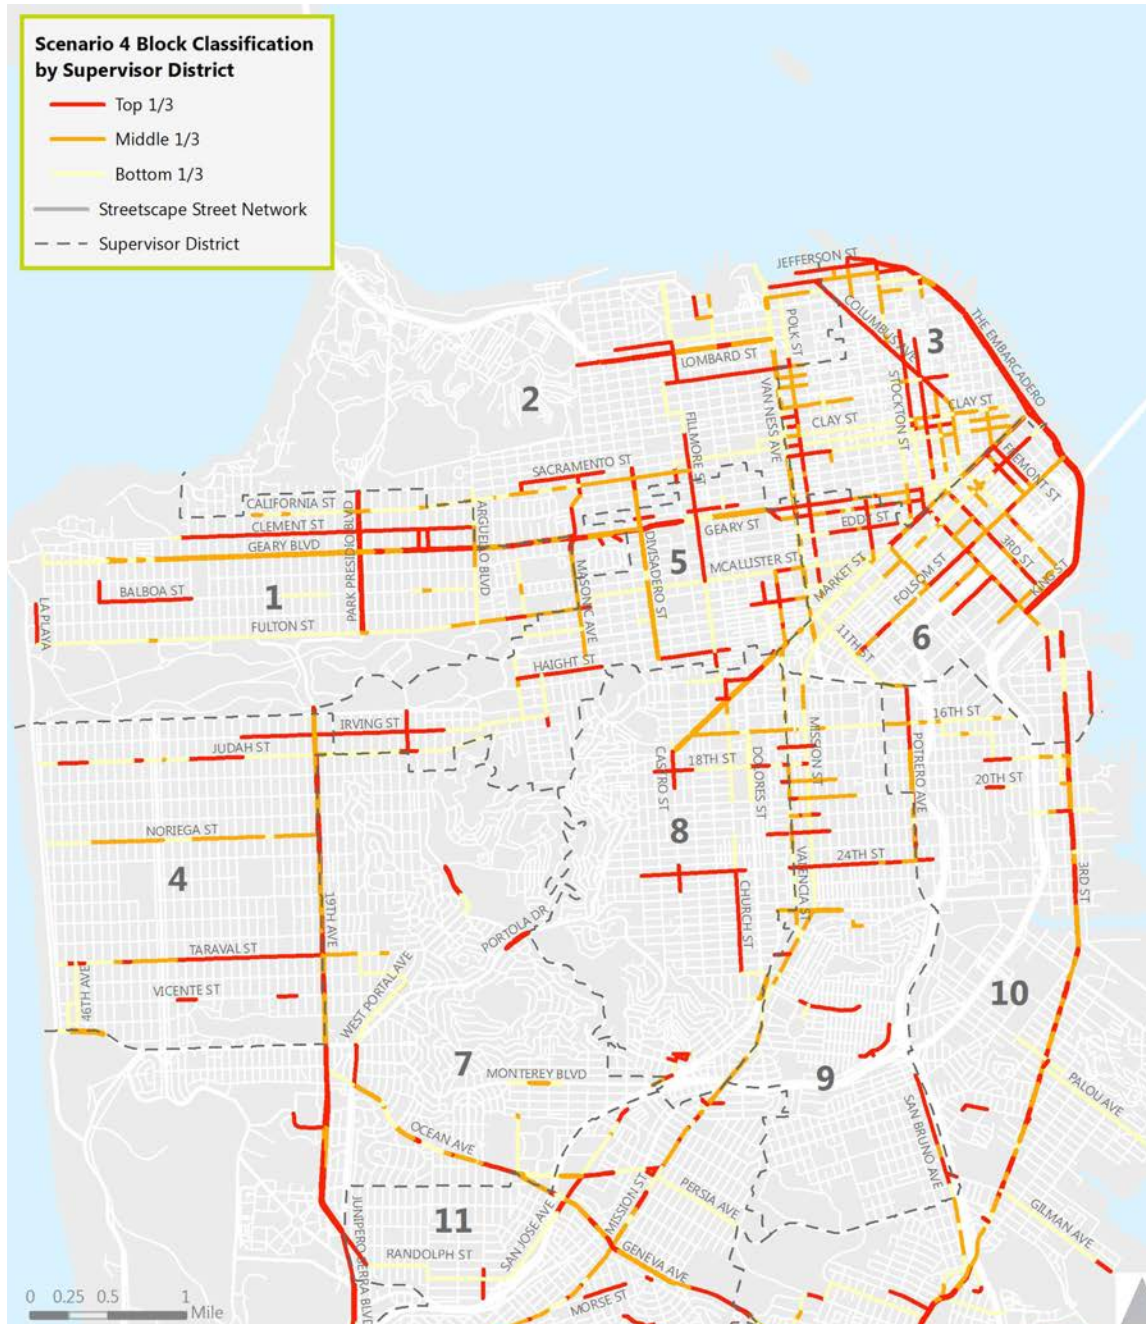 Scenario 4 Block Classification
by Supervisor District
Top 1/3
Middle 1/3
Bottom 1/3
Streetscape Street Network
Supervisor District
JEFFERSON ST
COLUMBUS AVE
THE EMBARCADERO
POLK ST
3
LOMBARD ST
2
VAN NESS AVE
STOCKTON ST
CLAY ST
CLAY ST
FILLMORE ST
FREMONT ST
SACRAMENTO ST
CALIFORNIA ST
ARGUELLO BLVD
CLEMENT ST
GEARY ST
EDDY ST
GEARY BLVD
PARK PRESIDIO BLVD
DIVISADERO ST
5
MCALLISTER ST
MARKET ST
3RD ST
KING ST
FOLSOM ST
BALBOA ST
1
MASONIC AVE
LA PLAYA
FULTON ST
11TH ST
6
HAIGHT ST
IRVING ST
16TH ST
JUDAH ST
MISSION ST
POTRERO AVE
18TH ST
CASTRO ST
DOLORES ST
20TH ST
NORIEGA ST
8
4
24TH ST
VALENCIA ST
3RD ST
19TH AVE
CHURCH ST
PORTOLA DR
TARAVAL ST
46TH AVE
WEST PORTAL AVE
VICENTE ST
10
7
MONTEREY BLVD
9
PALOU AVE
SAN BRUNO AVE
OCEAN AVE
PERSIA AVE
MISSION ST
GILMAN AVE
JUNIPERO SERRA BLVD
11
SAN JOSE AVE
RANDOLPH ST
GENEVA AVE
MORSE ST
0 0.25 0.5 1
Mile